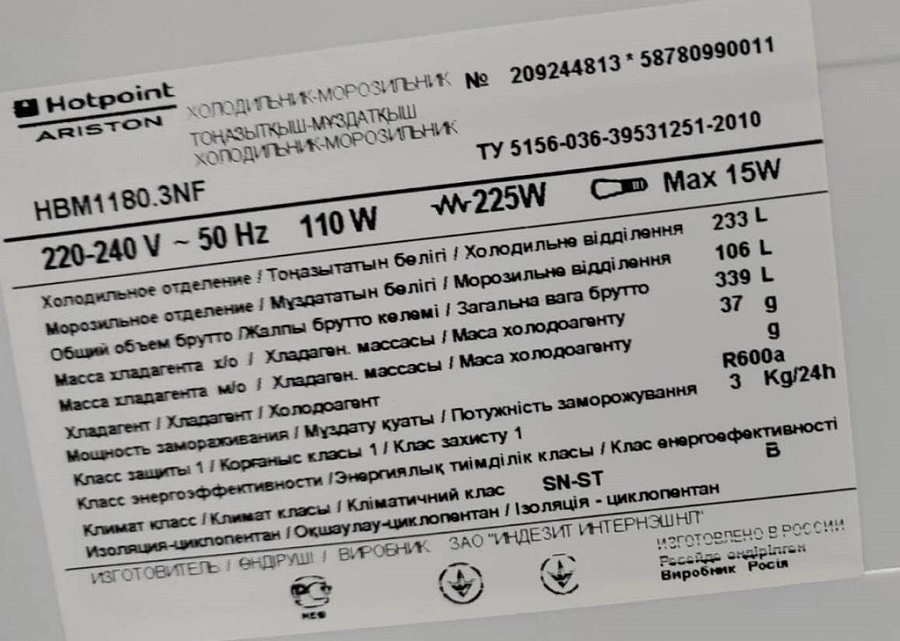 Hotpoint
ARISTON
ХОЛОДИЛЬНИК-МОРОЗИЛЬНИК № 209244813 * 58780990011
ТОҢАЗЫТҚЫШ-МҰЗДАТҚЫШ
ХОЛОДИЛЬНИК-МОРОЗИЛЬНИК ТУ 5156-036-39531251-2010
HBM1180.3NF
220-240 V ~ 50 Hz 110 W 225W Max 15W
Холодильное отделение / Тоңазытатын бөлігі / Холодильне відділення 233 L
Морозильное отделение / Мұздататын бөлігі / Морозильне відділення 106 L
Общий объем брутто /Жалпы брутто көлемі / Загальна вага брутто 339 L
Масса хладагента х/о / Хладаген. массасы / Маса холодоагенту 37 g
Масса хладагента м/о / Хладаген. массасы / Маса холодоагенту g
Хладагент / Хладагент / Холодоагент R600a
Мощность замораживания / Мұздату қуаты / Потужність заморожування 3 Kg/24h
Класс защиты 1 / Корғаныс класы 1 / Клас захисту 1
Класс энергоэффективности /Энергиялық тиімділік класы / Клас енергоефективності B
Климат класс / Климат класы / Кліматичний клас SN-ST
Изоляция-циклопентан / Оқшаулау-циклопентан / Ізоляція - циклопентан
ИЗГОТОВИТЕЛЬ / ӨНДІРУШІ / ВИРОБНИК ЗАО "ИНДЕЗИТ ИНТЕРНЭШНЛ"
ИЗГОТОВЛЕНО В РОССИИ
Ресейде өндірілген
Виробник Росія